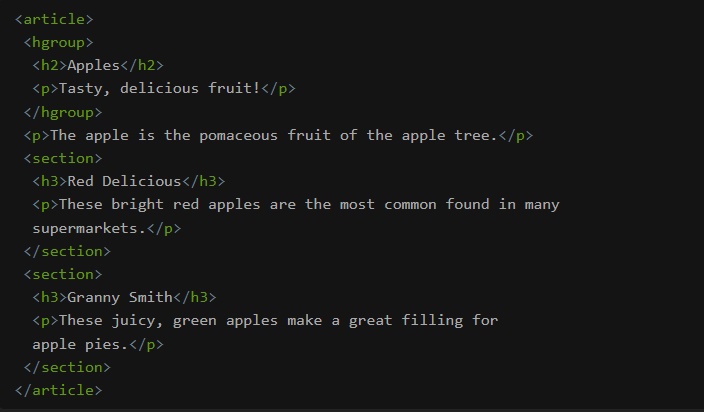 <article>
 <hgroup>
  <h2>Apples</h2>
  <p>Tasty, delicious fruit!</p>
 </hgroup>
 <p>The apple is the pomaceous fruit of the apple tree.</p>
 <section>
  <h3>Red Delicious</h3>
  <p>These bright red apples are the most common found in many
  supermarkets.</p>
 </section>
 <section>
  <h3>Granny Smith</h3>
  <p>These juicy, green apples make a great filling for
  apple pies.</p>
 </section>
</article>